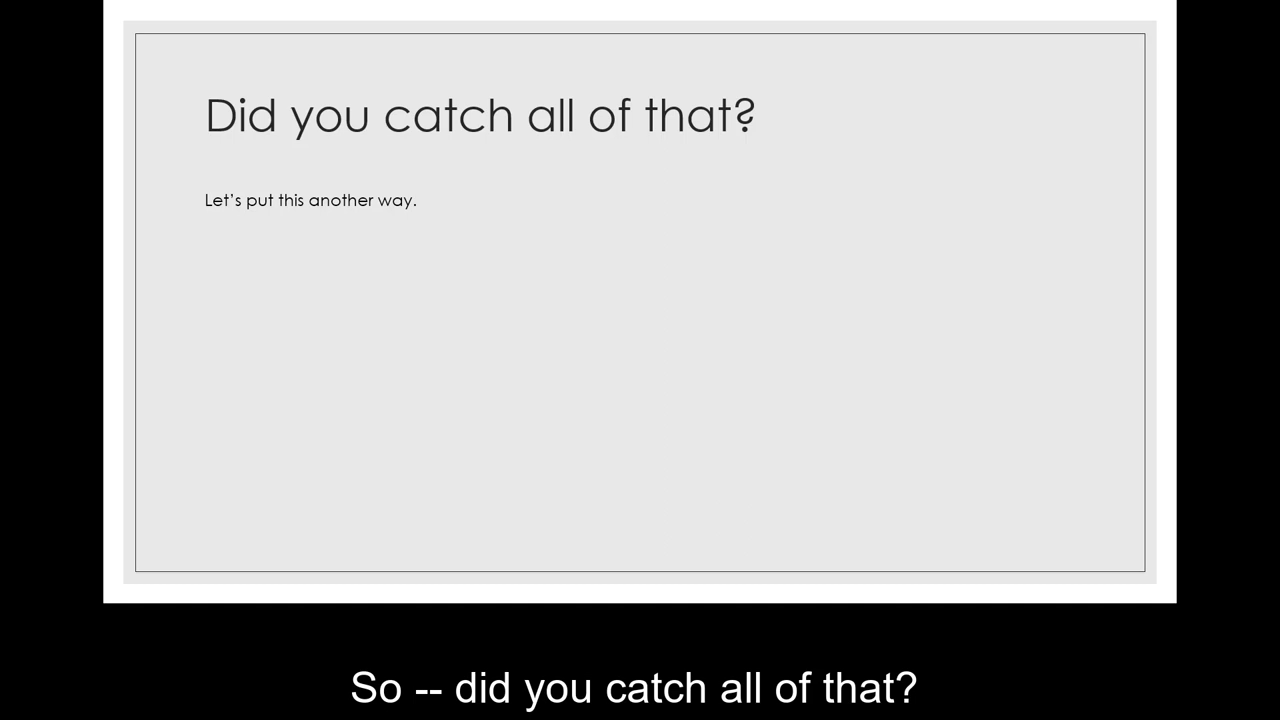 Did you catch all of that?
Let’s put this another way.
So -- did you catch all of that?